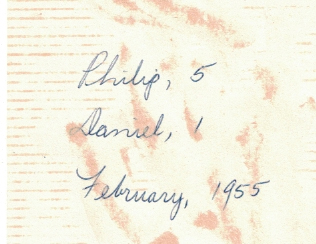 Philip, 5
Daniel, 1
February, 1955